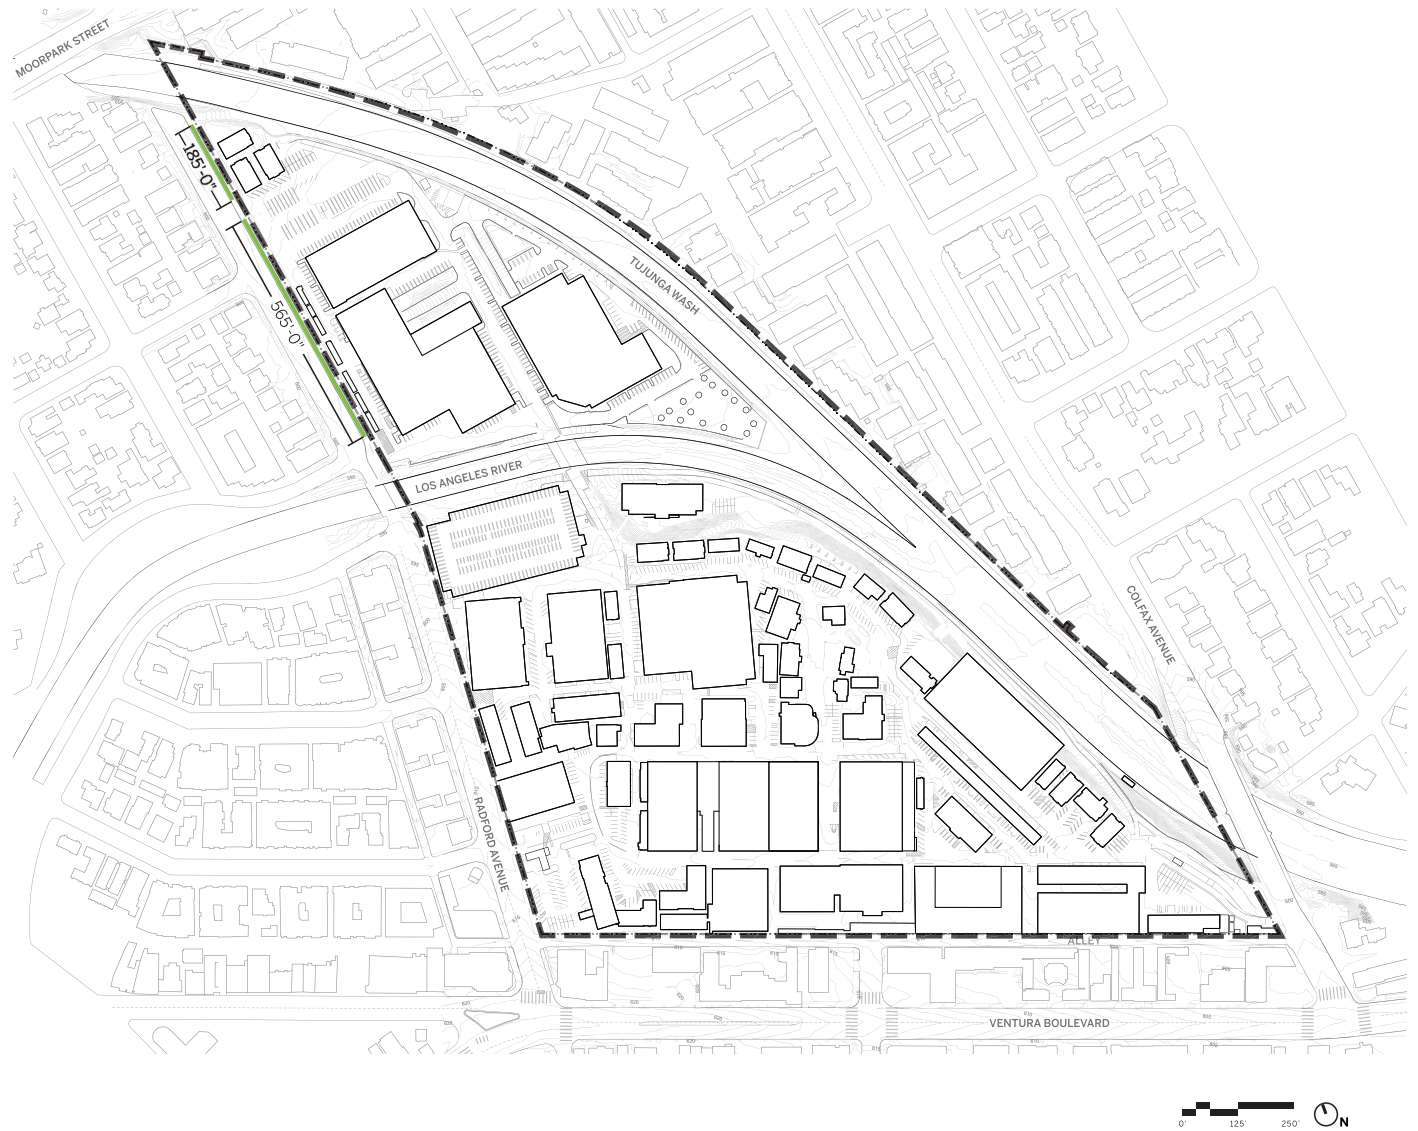 MOORPARK STREET
185'-0"
565'-0"
TUJUNGA WASH
LOS ANGELES RIVER
COLFAX AVENUE
RADFORD AVENUE
ALLEY
VENTURA BOULEVARD
0' 125' 250'
N